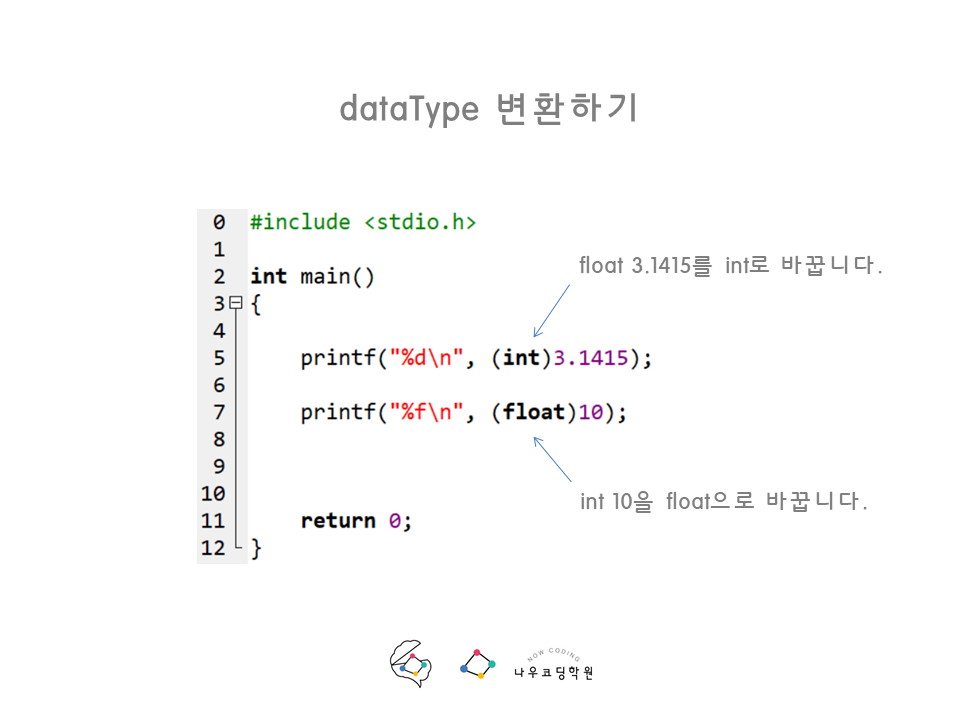 dataType 변환하기
0 #include <stdio.h>
1
2 int main()
float 3.1415를 int로 바꿉니다.
3 {
4
5 printf("%d\n", (int)3.1415);
6
7 printf("%f\n", (float)10);
8
9
int 10을 float으로 바꿉니다.
10
11 return 0;
12 }
NOW CODING
나우코딩학원